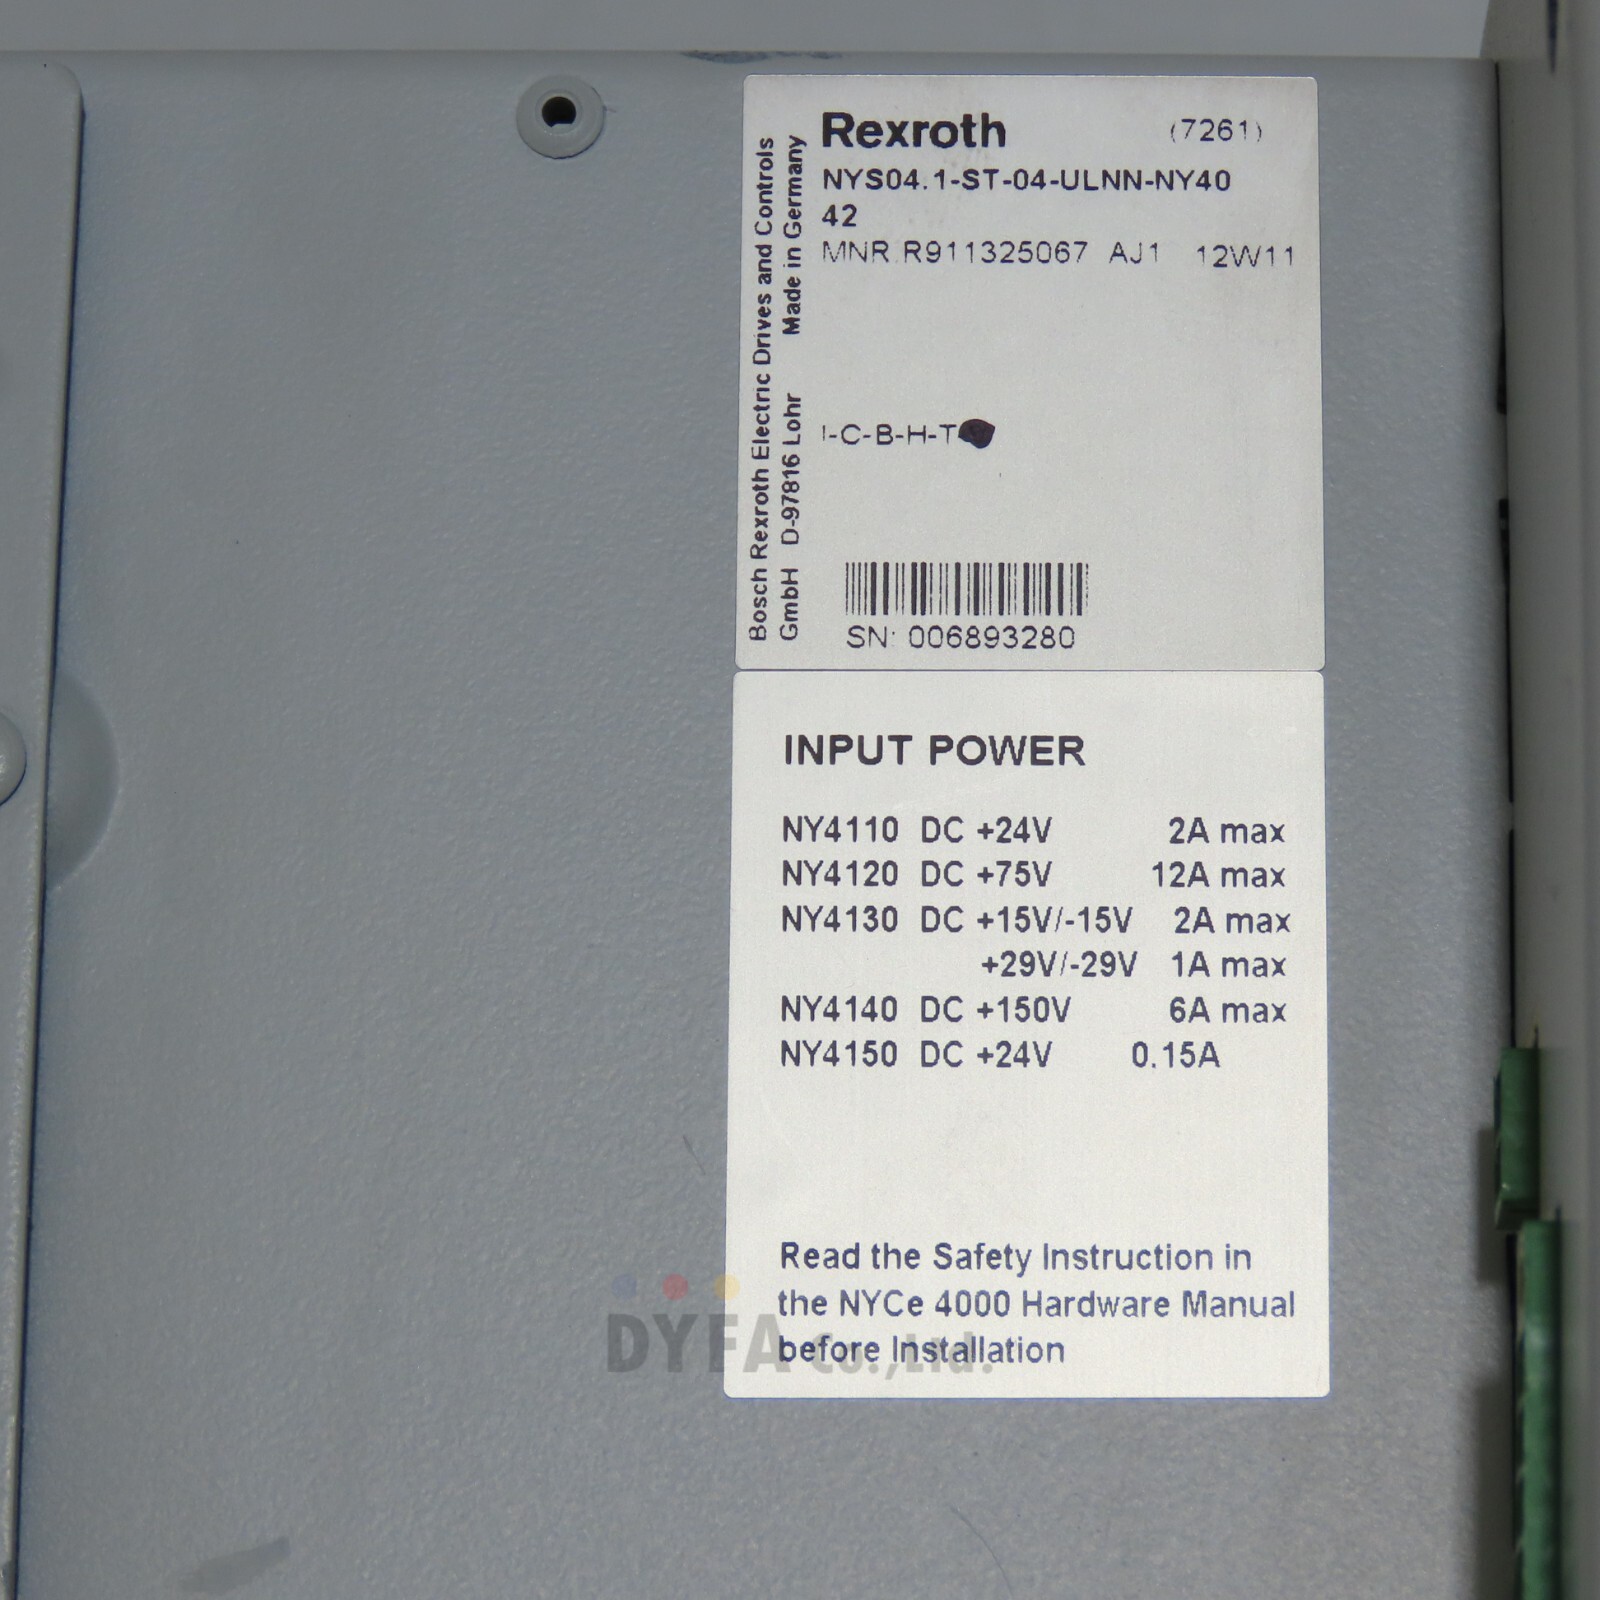 Rexroth (7261)
NYS04.1-ST-04-ULNN-NY40
42
MNR R911325067 AJ1 12W11
I-C-B-H-T
SN: 006893280
Bosch Rexroth Electric Drives and Controls
GmbH D-97816 Lohr Made in Germany
INPUT POWER
NY4110 DC +24V 2A max
NY4120 DC +75V 12A max
NY4130 DC +15V/-15V 2A max
+29V/-29V 1A max
NY4140 DC +150V 6A max
NY4150 DC +24V 0.15A
Read the Safety Instruction in
the NYCe 4000 Hardware Manual
before Installation
DYFA Co.,Ltd.